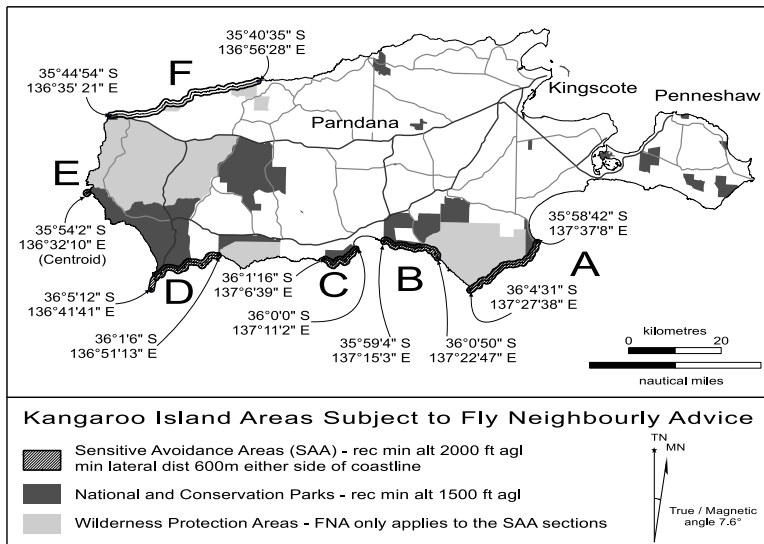 35°40'35" S
136°56'28" E
35°44'54" S
136°35' 21" E
F
Kingscote
Penneshaw
Parndana
E
35°54'2" S
136°32'10" E
(Centroid)
35°58'42" S
137°37'8" E
A
36°5'12" S
136°41'41" E
D
36°1'16" S
137°6'39" E
C
B
36°4'31" S
137°27'38" E
36°1'6" S
136°51'13" E
36°0'0" S
137°11'2" E
35°59'4" S
137°15'3" E
36°0'50" S
137°22'47" E
kilometres
0 20
nautical miles
Kangaroo Island Areas Subject to Fly Neighbourly Advice
Sensitive Avoidance Areas (SAA) - rec min alt 2000 ft agl
min lateral dist 600m either side of coastline
National and Conservation Parks - rec min alt 1500 ft agl
Wilderness Protection Areas - FNA only applies to the SAA sections
TN
MN
True / Magnetic
angle 7.6°